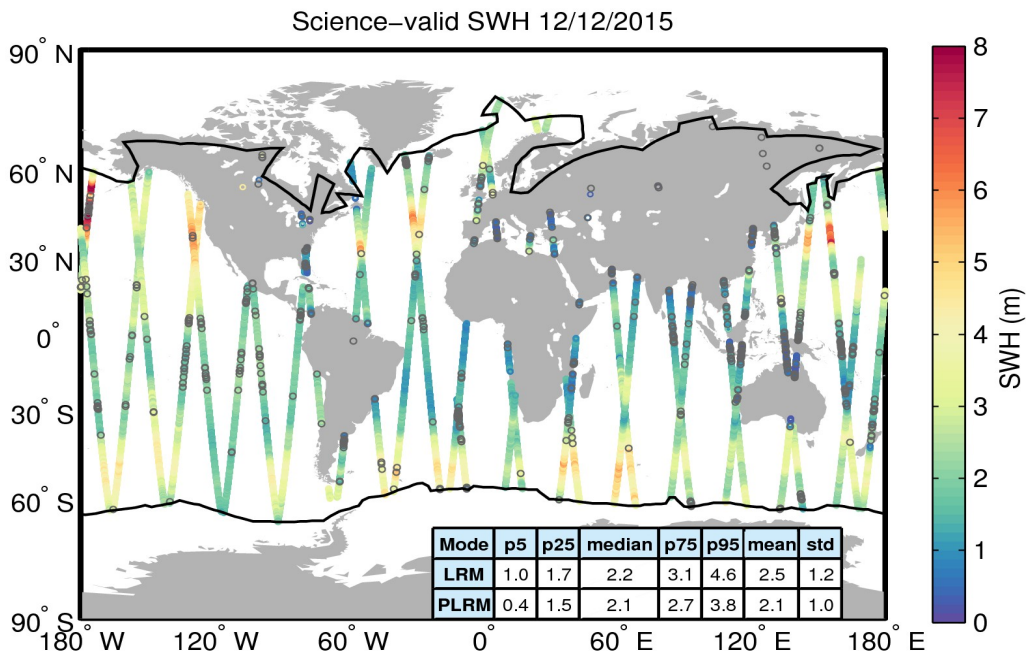 Science−valid SWH 12/12/2015
90° N
60° N
30° N
0°
30° S
60° S
90° S
180° W
120° W
60° W
0°
60° E
120° E
180° E
Mode p5 p25 median p75 p95 mean std
LRM 1.0 1.7 2.2 3.1 4.6 2.5 1.2
PLRM 0.4 1.5 2.1 2.7 3.8 2.1 1.0
8
7
6
5
4
3
2
1
0
SWH (m)